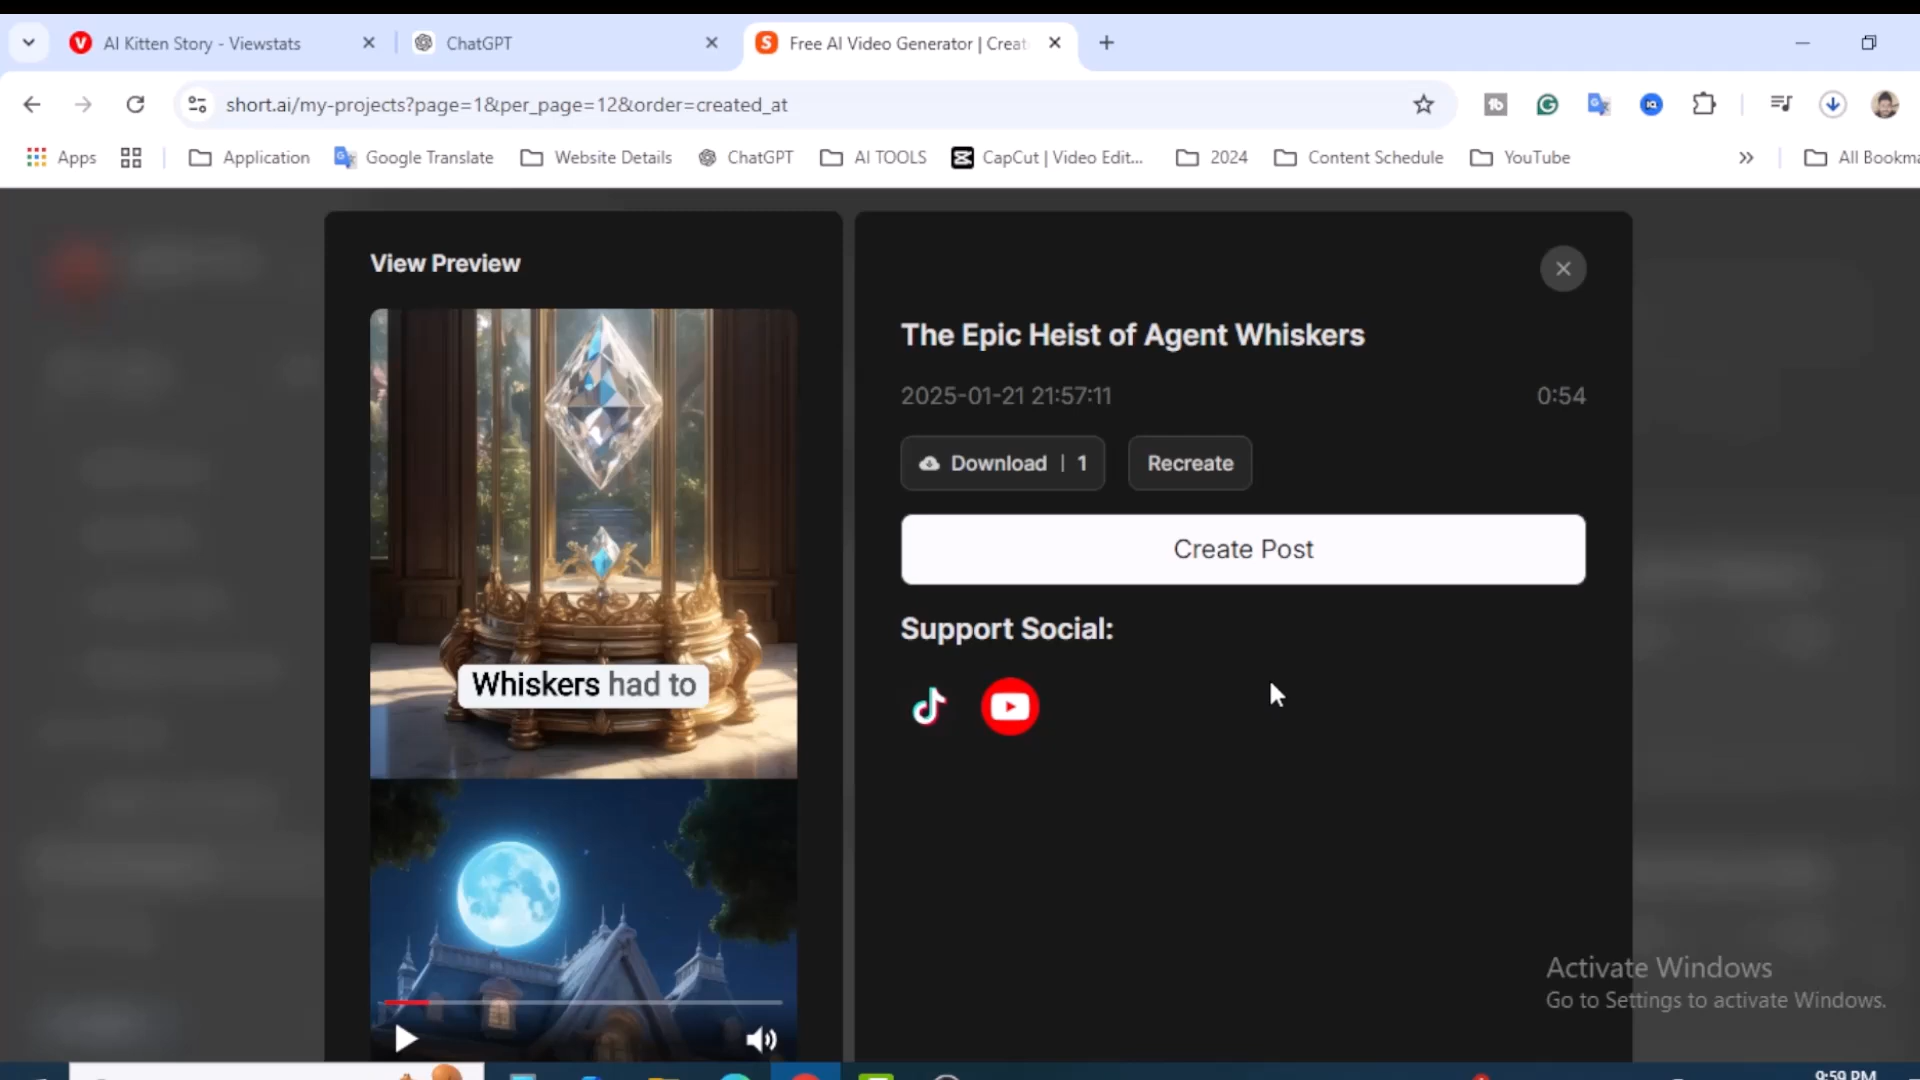 AI Kitten Story - Viewstats
ChatGPT
Free AI Video Generator | Creat
short.ai/my-projects?page=1&per_page=12&order=created_at
Apps
Application
Google Translate
Website Details
ChatGPT
AI TOOLS
CapCut | Video Edit...
2024
Content Schedule
YouTube
All Bookma
View Preview
Whiskers had to
The Epic Heist of Agent Whiskers
2025-01-21 21:57:11
0:54
Download | 1
Recreate
Create Post
Support Social:
Activate Windows
Go to Settings to activate Windows.
9:59 PM